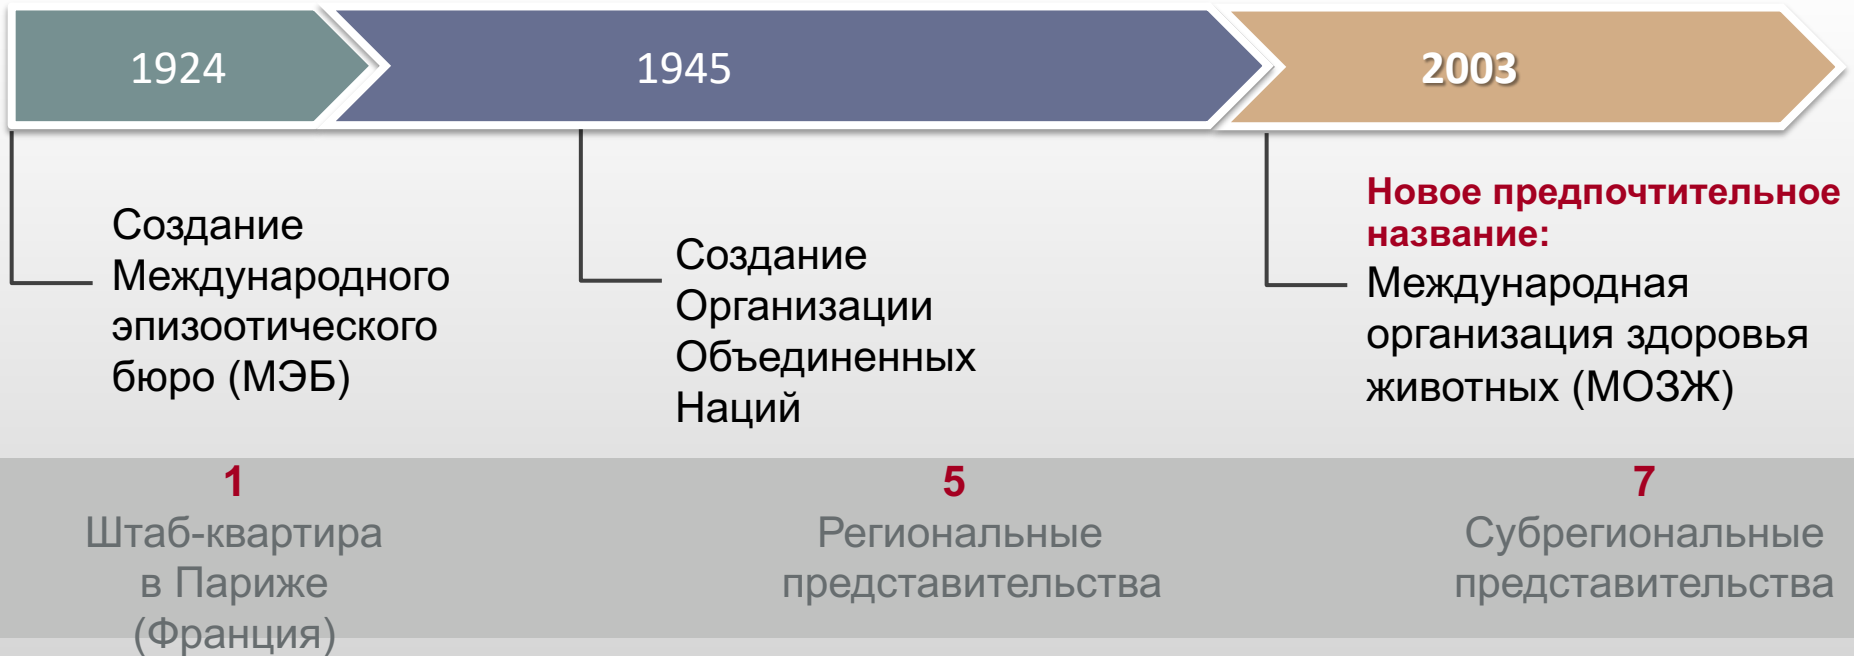 1924
1945
2003
Создание
Международного
эпизоотического
бюро (МЭБ)
Создание
Организации
Объединенных
Наций
Новое предпочтительное
название:
Международная
организация здоровья
животных (МОЗЖ)
1
Штаб-квартира
в Париже
(Франция)
5
Региональные
представительства
7
Субрегиональные
представительства